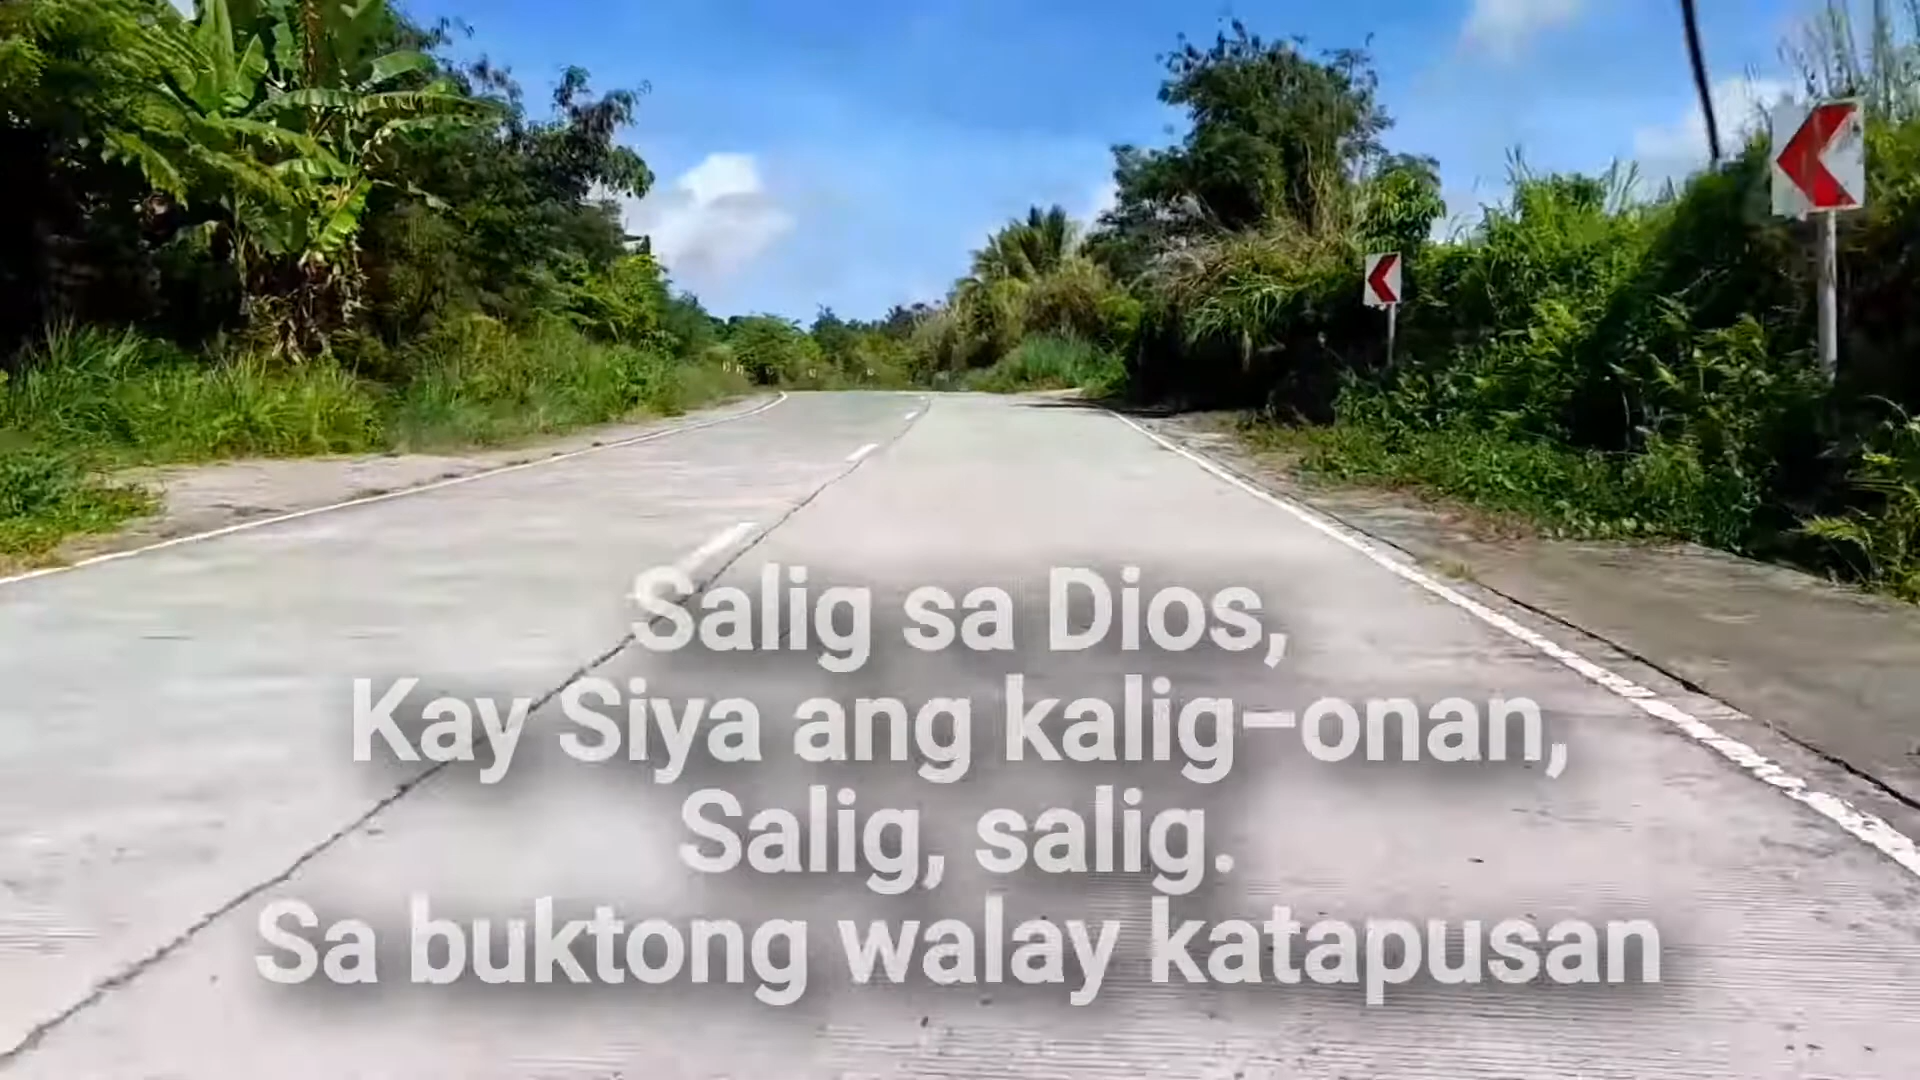 Salig sa Dios,
Kay Siya ang kalig-onan,
Salig, salig.
Sa buktong walay katapusan